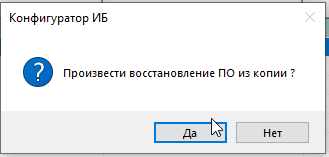 Конфигуратор ИБ
Произвести восстановление ПО из копии ?
Да
Нет